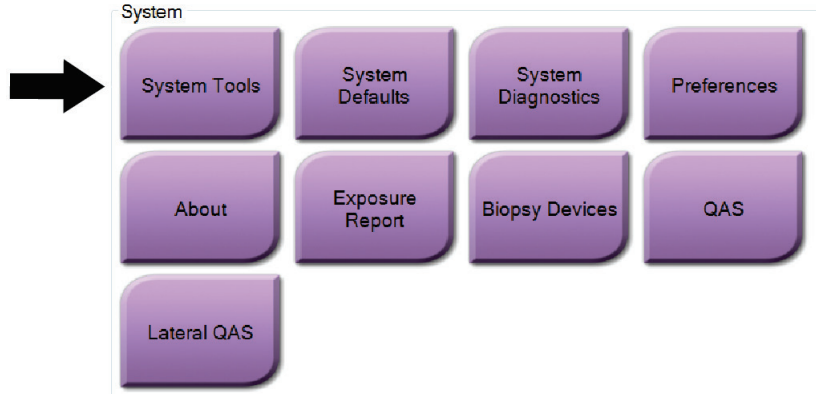 System
System Tools
System
Defaults
System
Diagnostics
Preferences
About
Exposure
Report
Biopsy Devices
QAS
Lateral QAS